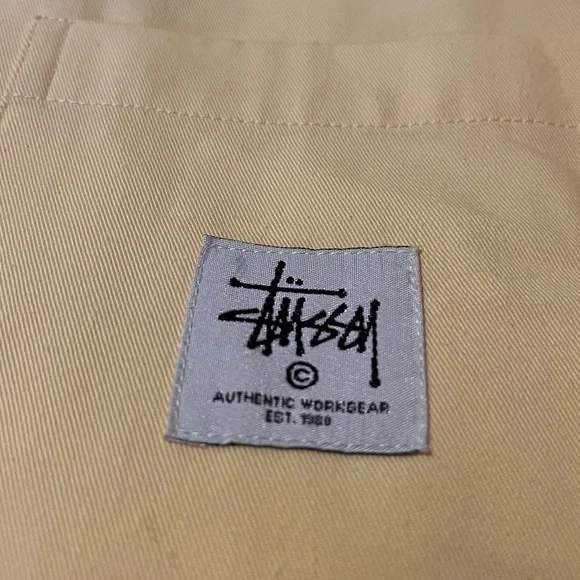 Stüssy
©
AUTHENTIC WORKGEAR
EST. 1980